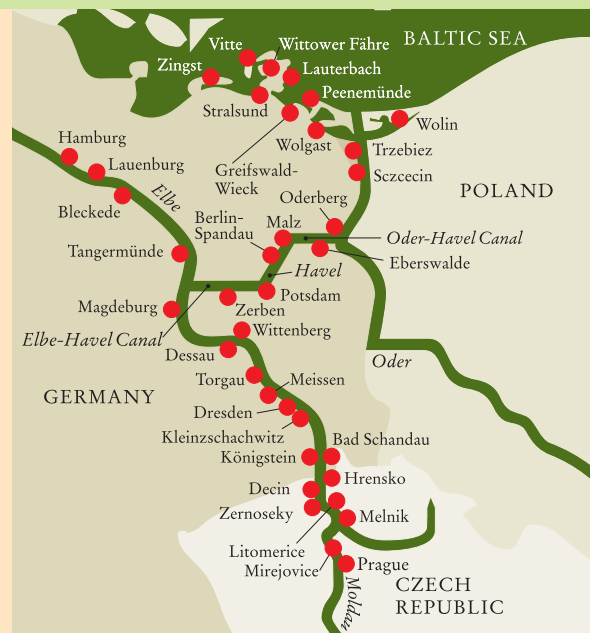 Vitte
Wittower Fähre
BALTIC SEA
Zingst
Lauterbach
Peenemünde
Stralsund
Wolin
Hamburg
Wolgast
Trzebiez
Lauenburg
Greifswald-
Wieck
Sczcecin
Elbe
POLAND
Bleckede
Oderberg
Berlin-
Spandau
Malz
Tangermünde
Oder-Havel Canal
Eberswalde
Havel
Potsdam
Magdeburg
Zerben
Elbe-Havel Canal
Wittenberg
Dessau
Oder
Torgau
Meissen
GERMANY
Dresden
Kleinzschachwitz
Bad Schandau
Königstein
Hrensko
Decin
Zernoseky
Melnik
Litomerice
Mirejovice
Prague
CZECH
REPUBLIC
Moldau